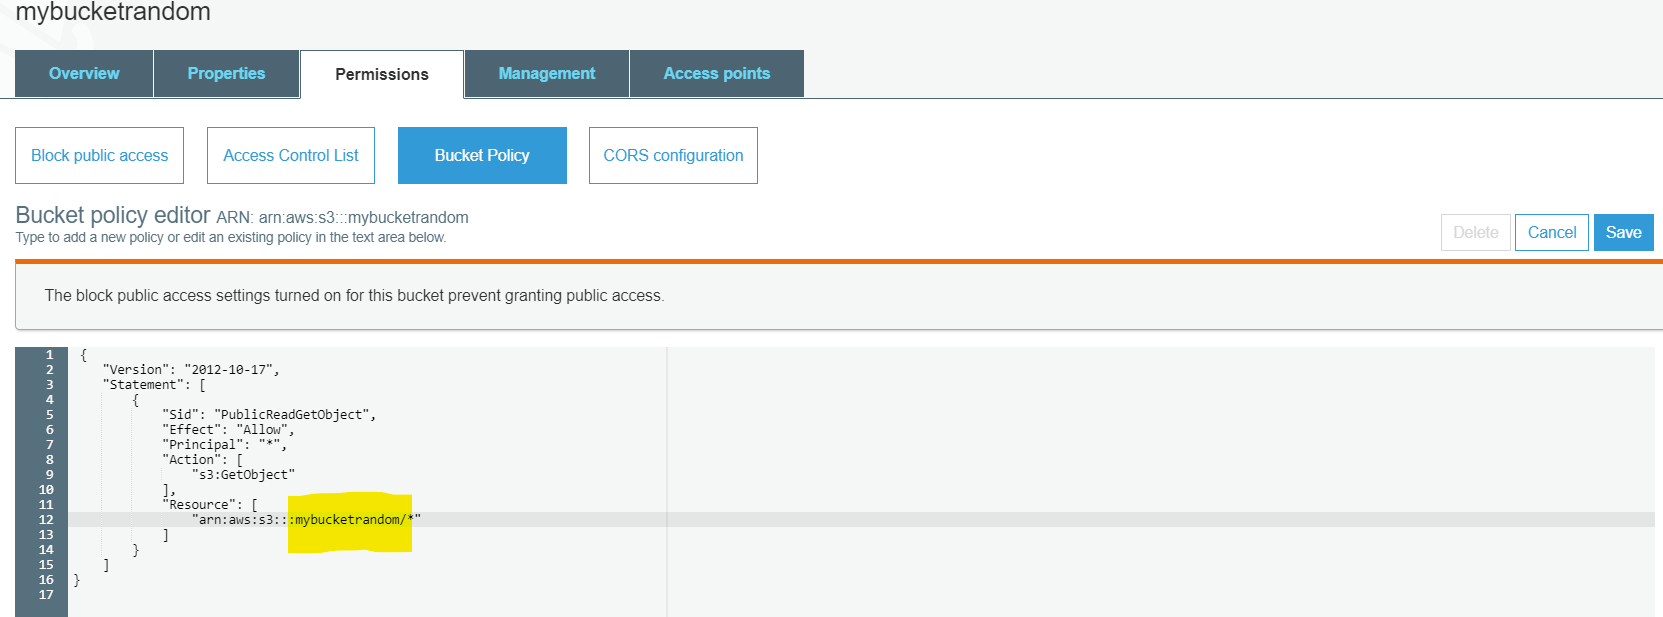 mybucketrandom
Overview Properties Permissions Management Access points
Block public access Access Control List Bucket Policy CORS configuration
Bucket policy editor ARN: arn:aws:s3:::mybucketrandom
Type to add a new policy or edit an existing policy in the text area below.
Delete Cancel Save
The block public access settings turned on for this bucket prevent granting public access.
1 {
2 "Version": "2012-10-17",
3 "Statement": [
4 {
5 "Sid": "PublicReadGetObject",
6 "Effect": "Allow",
7 "Principal": "*",
8 "Action": [
9 "s3:GetObject"
10 ],
11 "Resource": [
12 "arn:aws:s3:::mybucketrandom/*"
13 ]
14 }
15 ]
16 }
17